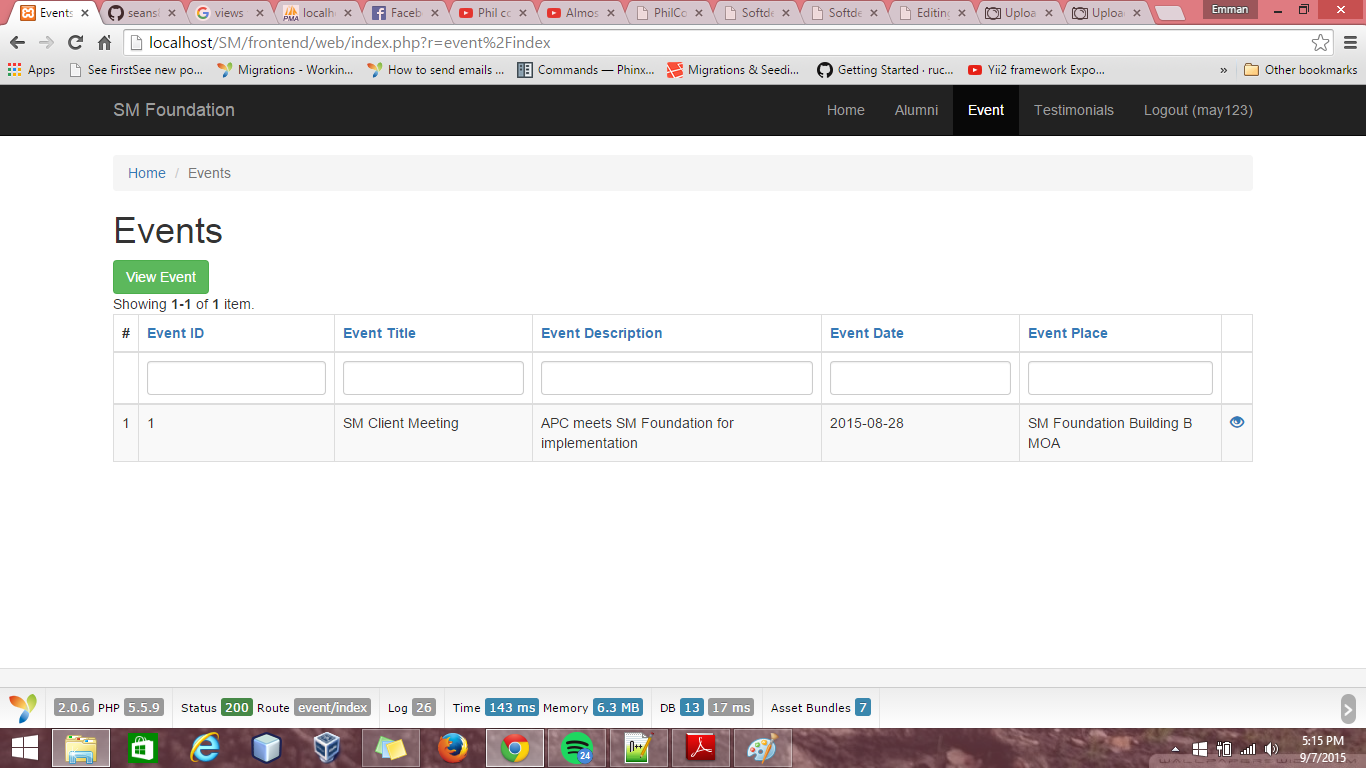 Events
seansl
views
localh
Faceb
Phil co
Almos
PhilCo
Softde
Softde
Editing
Uploa
Uploa
Emman
localhost/SM/frontend/web/index.php?r=event%2Findex
Apps See FirstSee new po... Migrations - Workin... How to send emails ... Commands — Phinx... Migrations & Seedi... Getting Started · ruc... Yii2 framework Expo... » Other bookmarks
SM Foundation Home Alumni Event Testimonials Logout (may123)
Home / Events
Events
View Event
Showing 1-1 of 1 item.
# Event ID Event Title Event Description Event Date Event Place
1 1 SM Client Meeting APC meets SM Foundation for implementation 2015-08-28 SM Foundation Building B MOA
2.0.6 PHP 5.5.9 Status 200 Route event/index Log 26 Time 143 ms Memory 6.3 MB DB 13 17 ms Asset Bundles 7
24
5:15 PM
9/7/2015